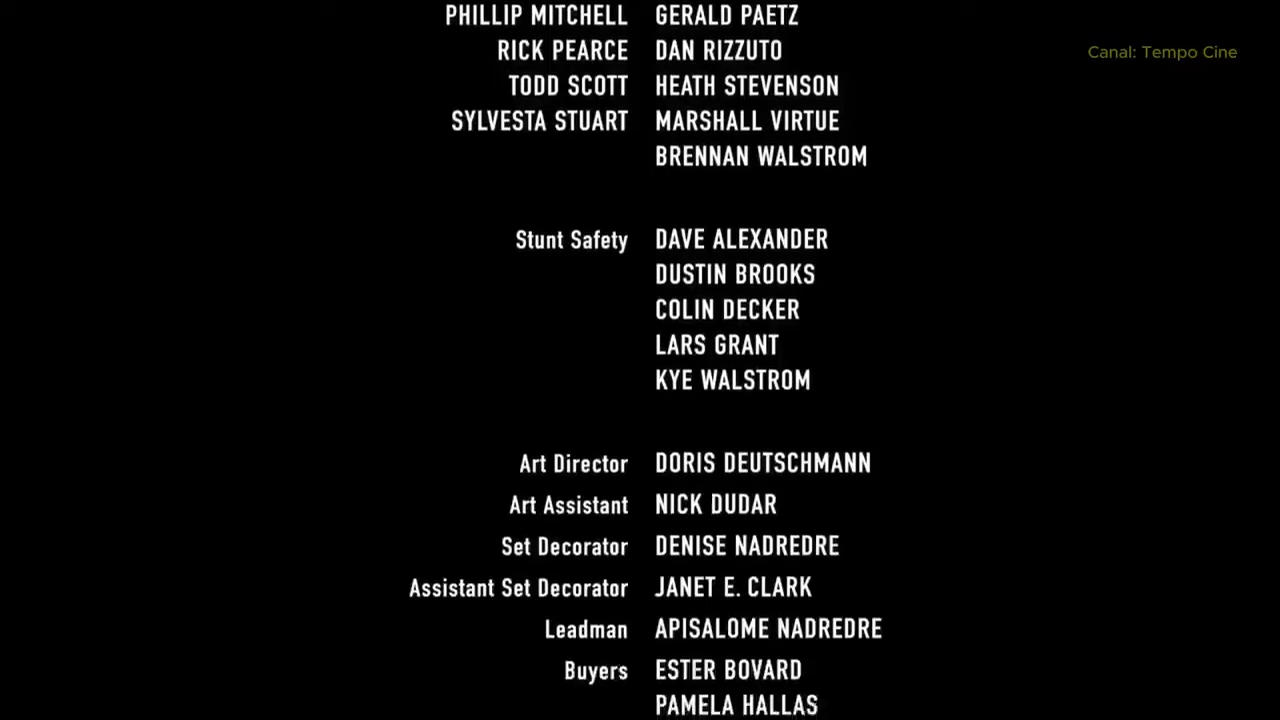 PHILLIP MITCHELL GERALD PAETZ
RICK PEARCE DAN RIZZUTO
Canal: Tempo Cine
TODD SCOTT HEATH STEVENSON
SYLVESTA STUART MARSHALL VIRTUE
BRENNAN WALSTROM
Stunt Safety DAVE ALEXANDER
DUSTIN BROOKS
COLIN DECKER
LARS GRANT
KYE WALSTROM
Art Director DORIS DEUTSCHMANN
Art Assistant NICK DUDAR
Set Decorator DENISE NADREDRE
Assistant Set Decorator JANET E. CLARK
Leadman APISALOME NADREDRE
Buyers ESTER BOVARD
PAMELA HALLAS